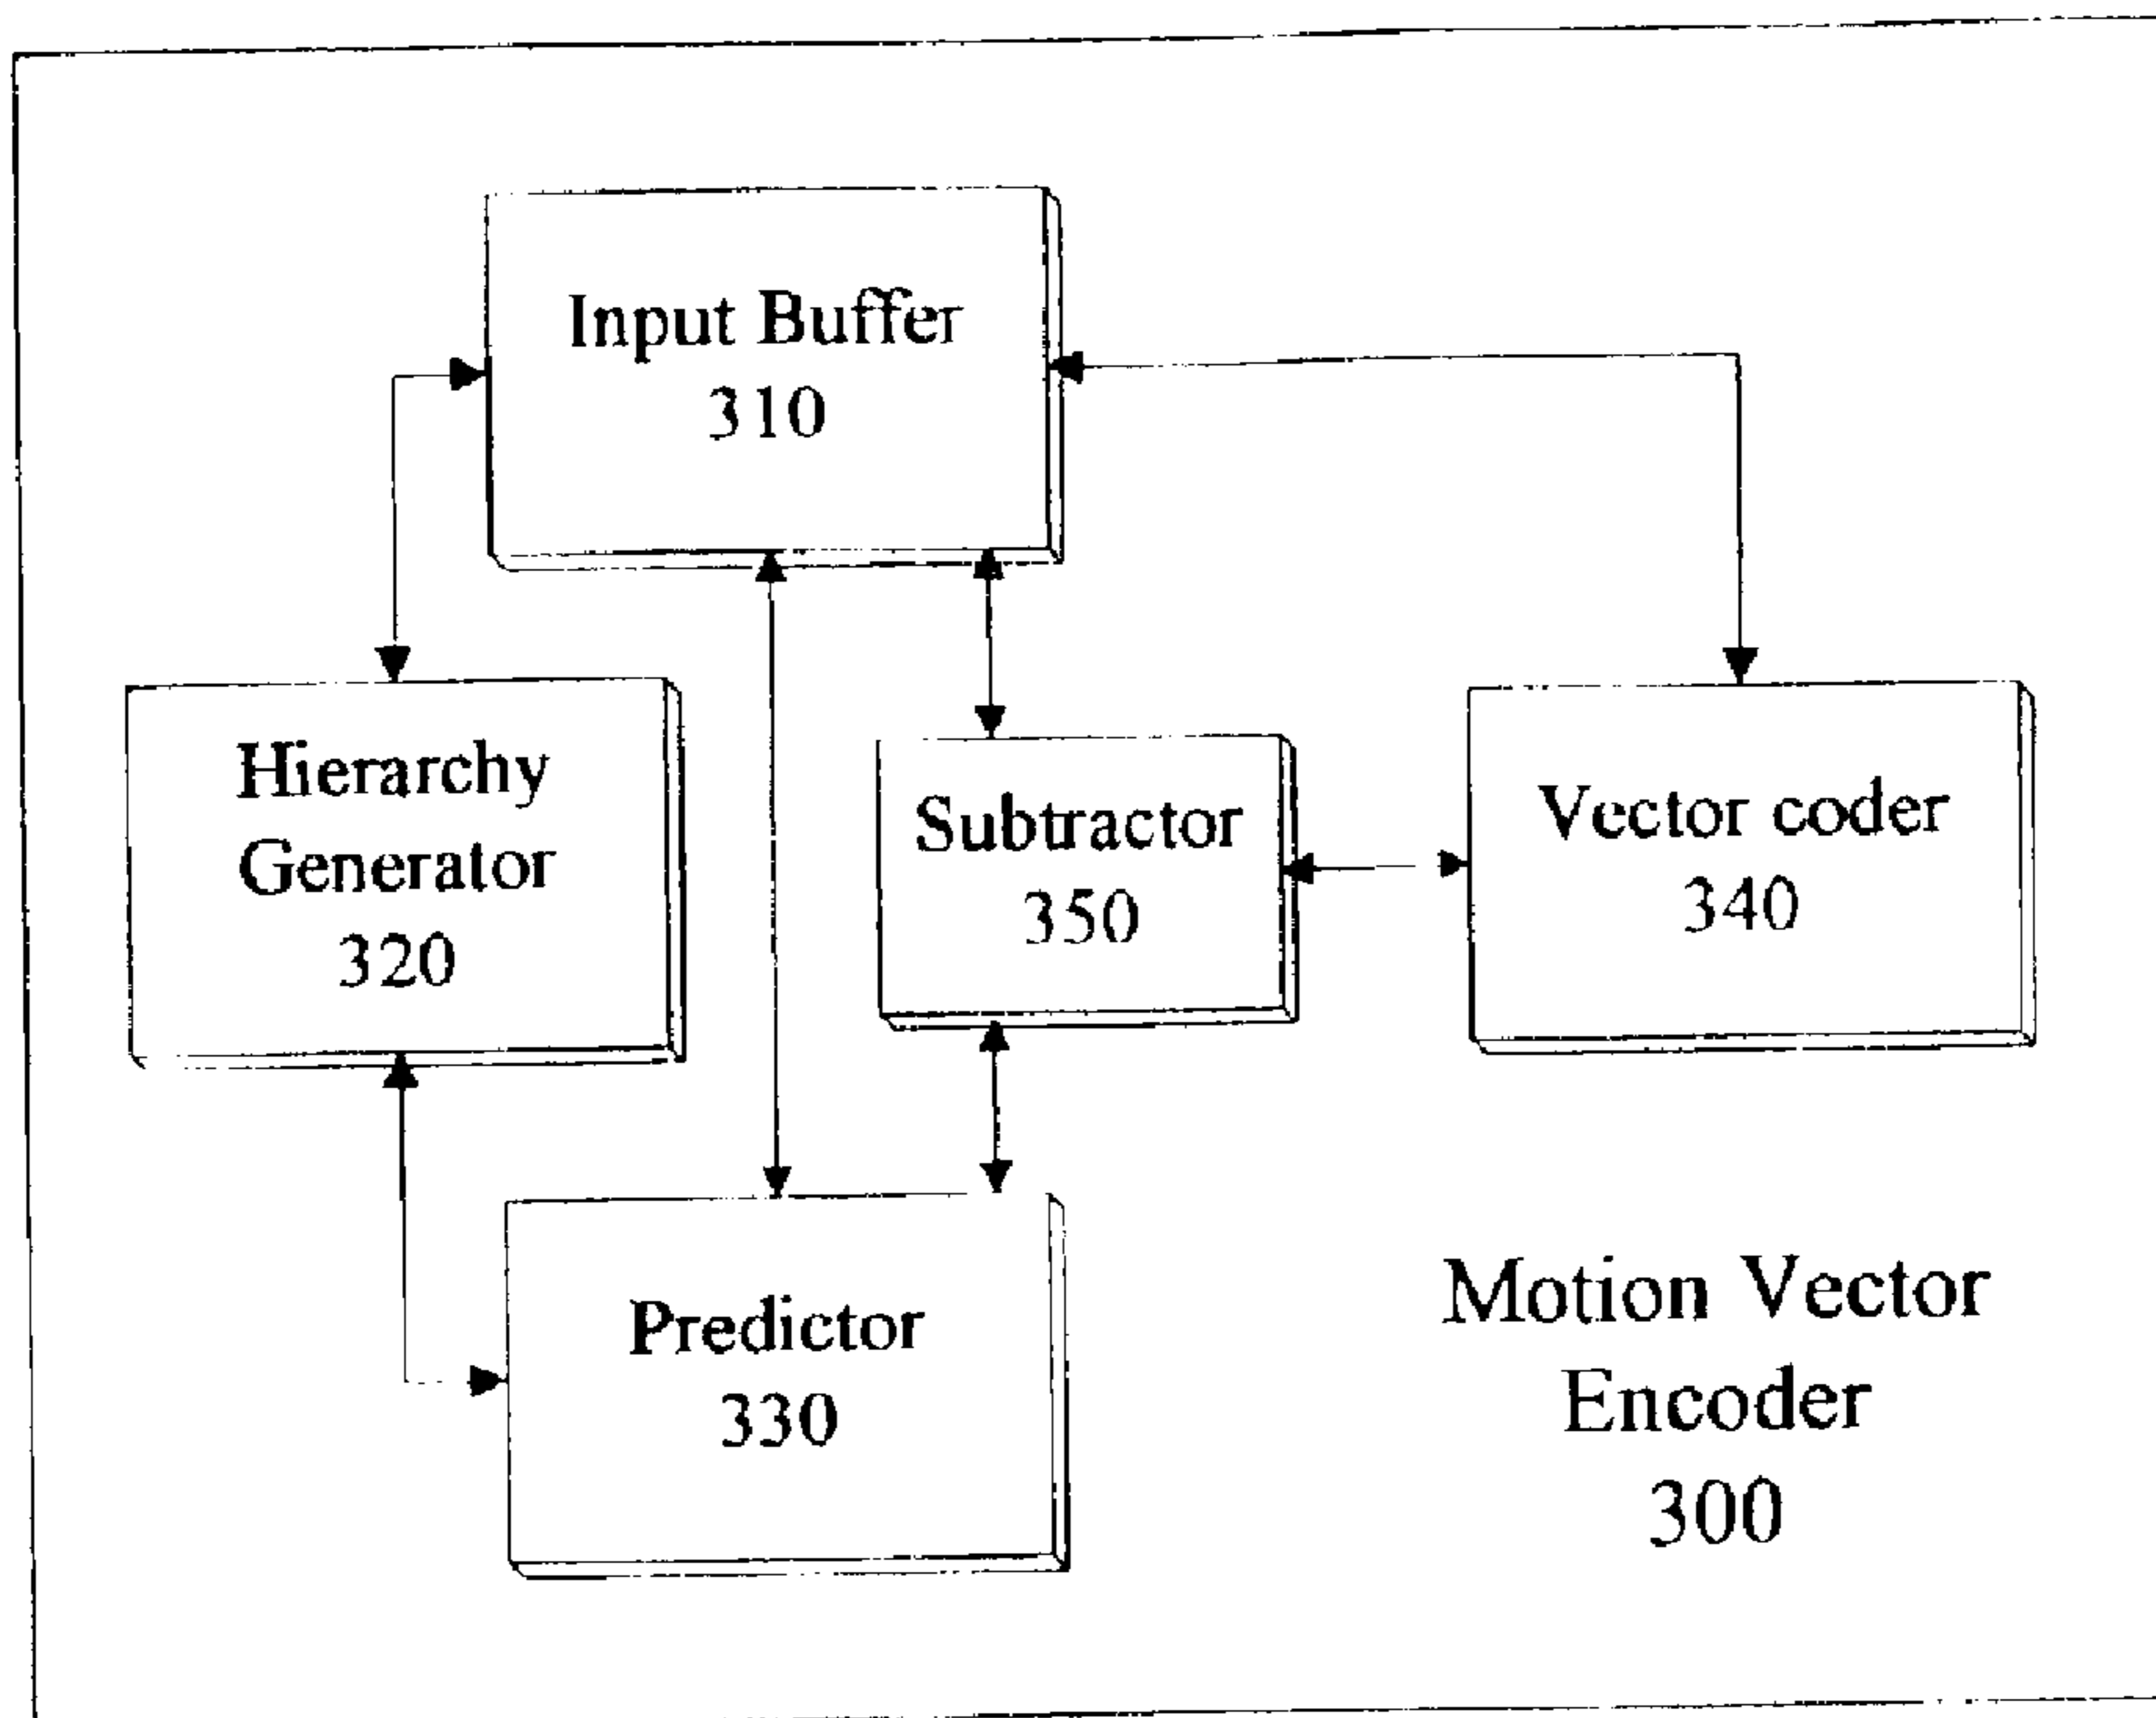 Input Buffer
310
Hierarchy
Generator
320
Subtractor
350
Vector coder
340
Predictor
330
Motion Vector
Encoder
300